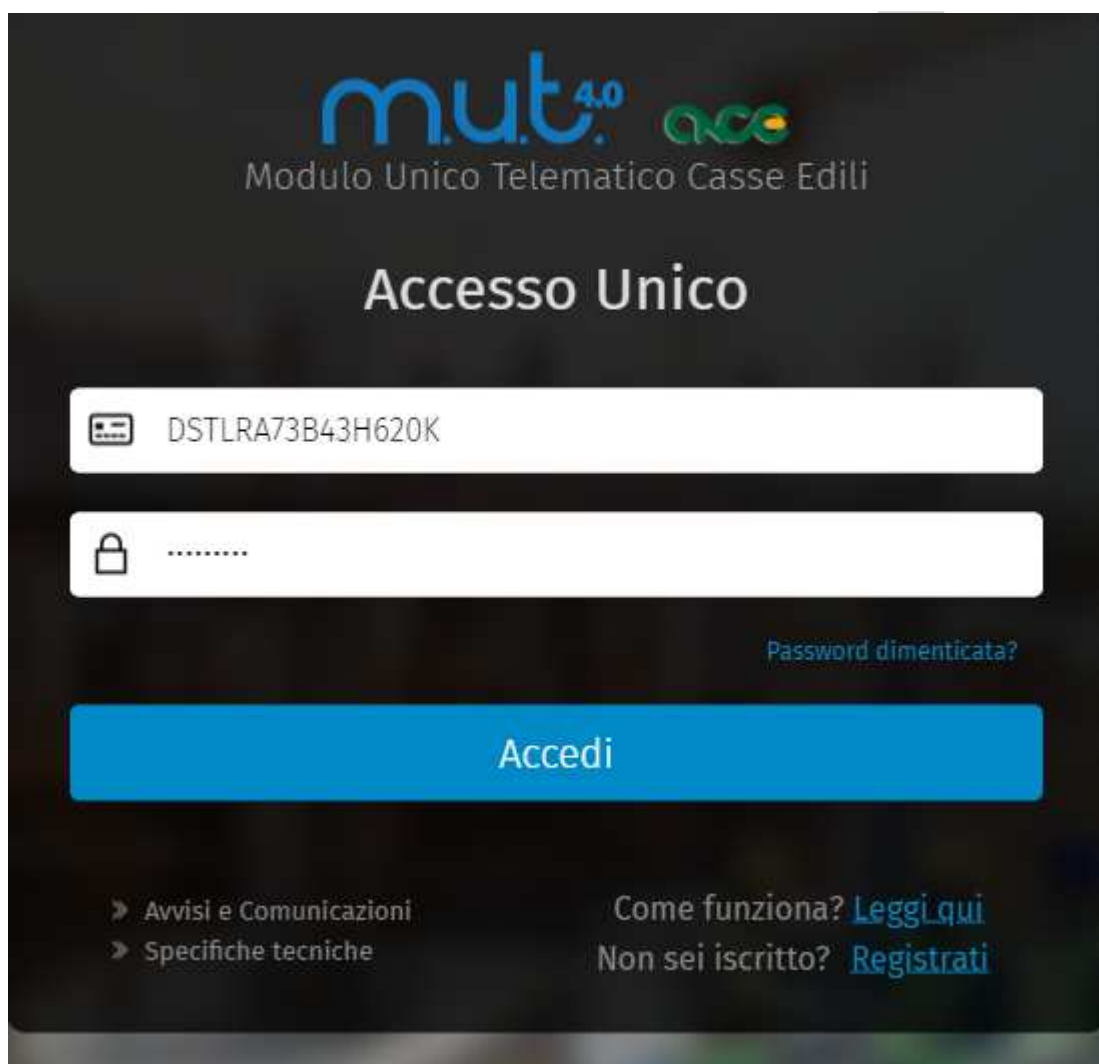 m.u.t. 4.0 cnce
Modulo Unico Telematico Casse Edili
Accesso Unico
DSTLRA73B43H620K
·········
Password dimenticata?
Accedi
» Avvisi e Comunicazioni
» Specifiche tecniche
Come funziona? Leggi qui
Non sei iscritto? Registrati